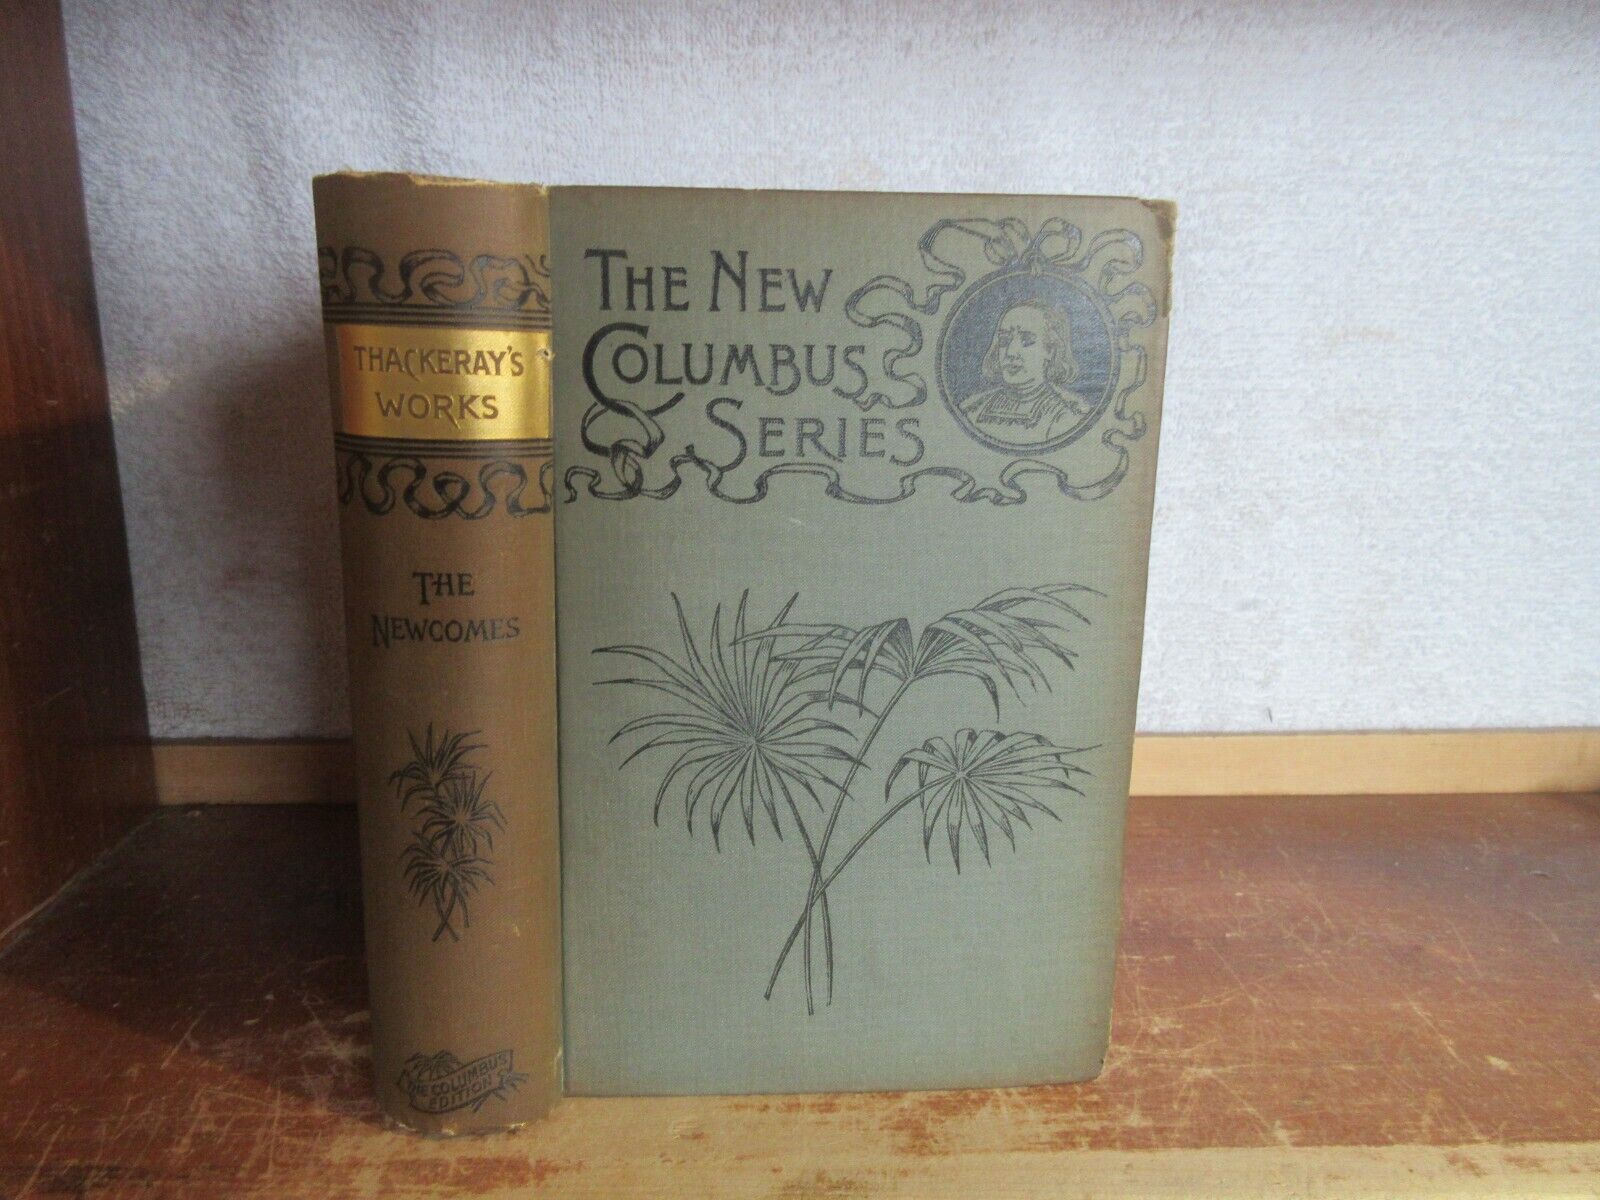 THACKERAY'S
WORKS
THE
NEWCOMES
THE COLUMBUS
EDITION
THE NEW
COLUMBUS
SERIES